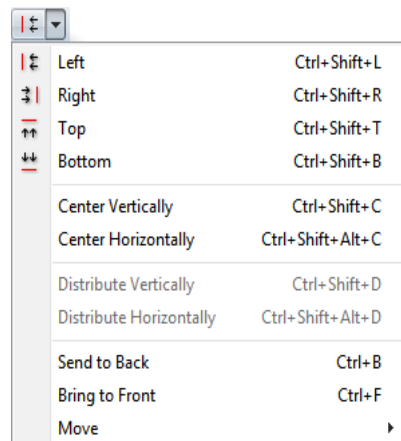 Left Ctrl+Shift+L
Right Ctrl+Shift+R
Top Ctrl+Shift+T
Bottom Ctrl+Shift+B
Center Vertically Ctrl+Shift+C
Center Horizontally Ctrl+Shift+Alt+C
Distribute Vertically Ctrl+Shift+D
Distribute Horizontally Ctrl+Shift+Alt+D
Send to Back Ctrl+B
Bring to Front Ctrl+F
Move